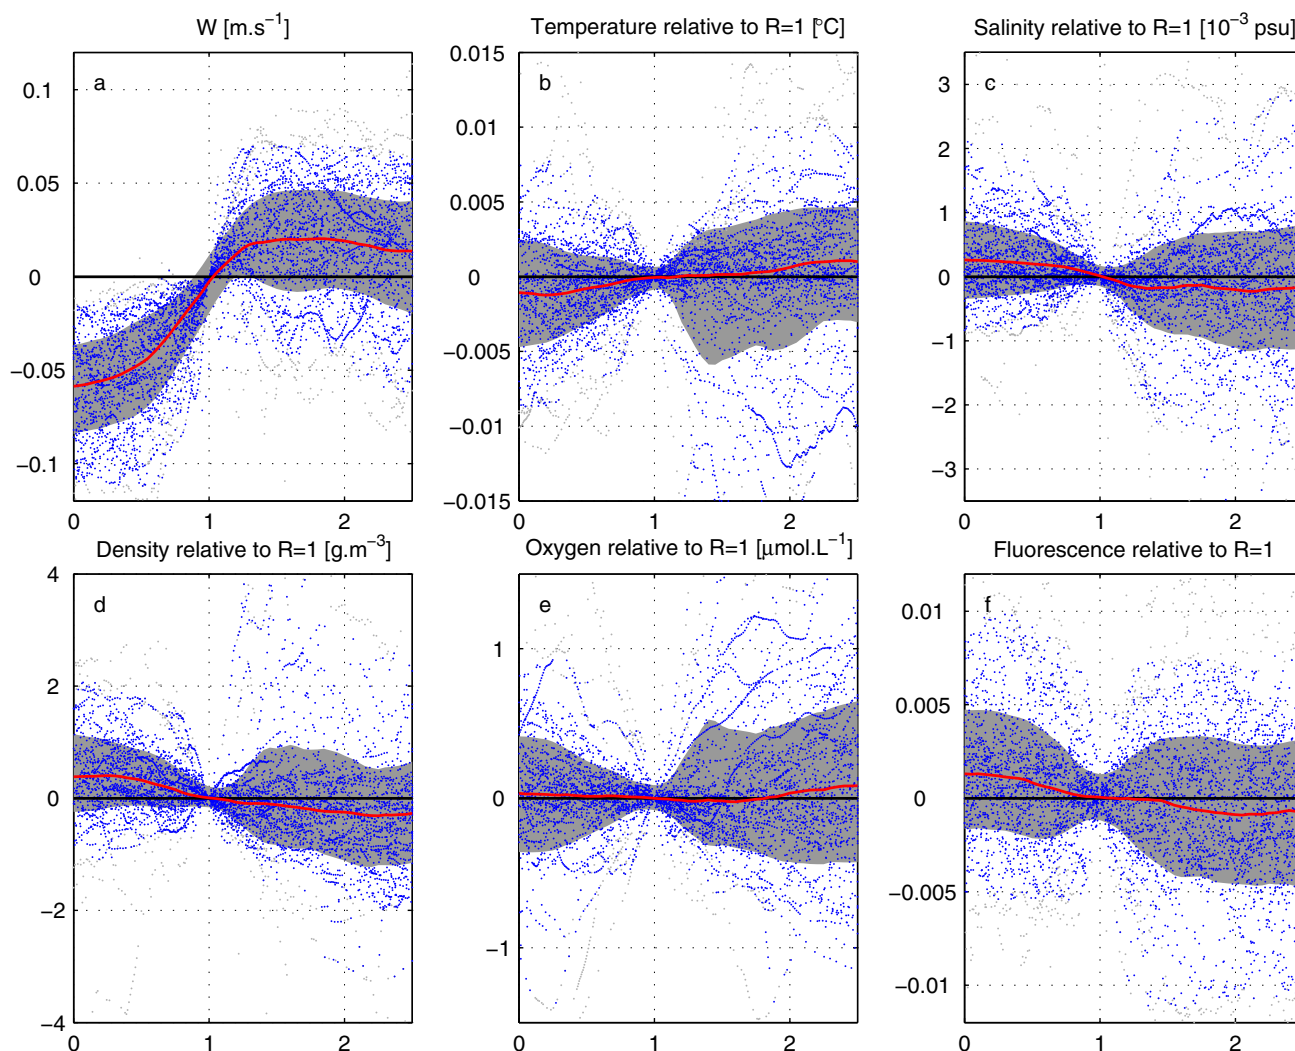 W [m.s⁻¹]
Temperature relative to R=1 [°C]
Salinity relative to R=1 [10⁻³ psu]
a
0.1
0.05
0
−0.05
−0.1
0 1 2
b
0.015
0.01
0.005
0
−0.005
−0.01
−0.015
0 1 2
c
3
2
1
0
−1
−2
−3
0 1 2
Density relative to R=1 [g.m⁻³]
Oxygen relative to R=1 [μmol.L⁻¹]
Fluorescence relative to R=1
d
4
2
0
−2
−4
0 1 2
e
1
0
−1
0 1 2
f
0.01
0.005
0
−0.005
−0.01
0 1 2